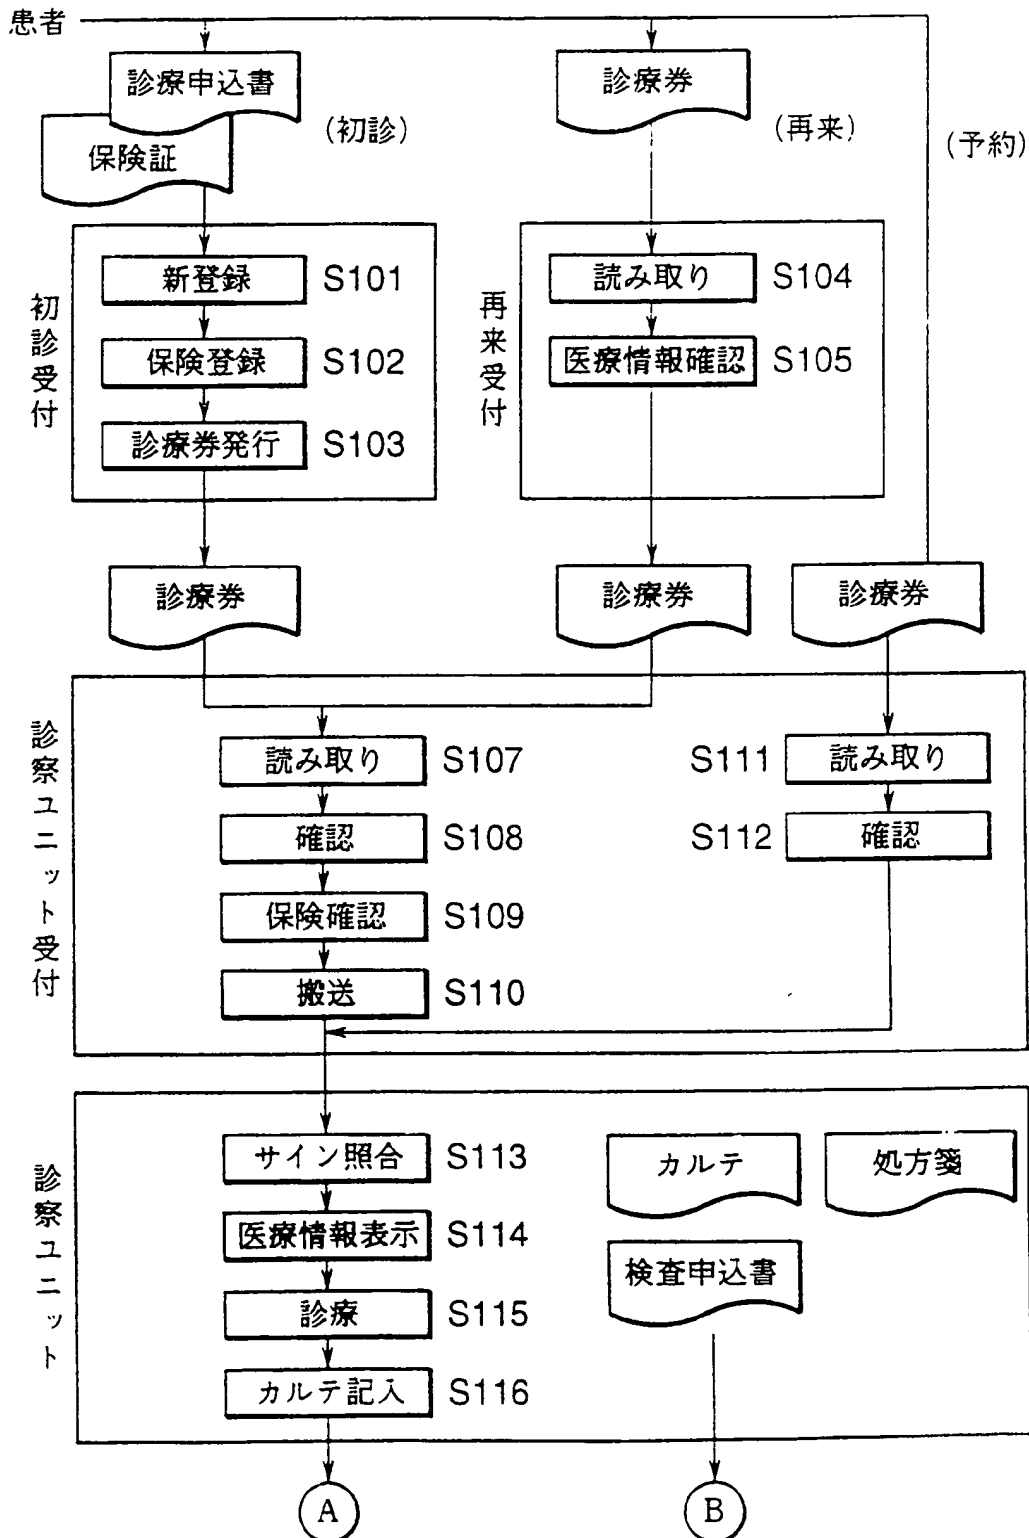 患者
診療申込書
保険証
(初診)
診療券
(再来)
(予約)
初診受付
新登録 S101
保険登録 S102
診療券発行 S103
再来受付
読み取り S104
医療情報確認 S105
診療券
診療券
診療券
診察ユニット受付
読み取り S107
確認 S108
保険確認 S109
搬送 S110
S111 読み取り
S112 確認
診察ユニット
サイン照合 S113
医療情報表示 S114
診療 S115
カルテ記入 S116
カルテ
処方箋
検査申込書
A
B